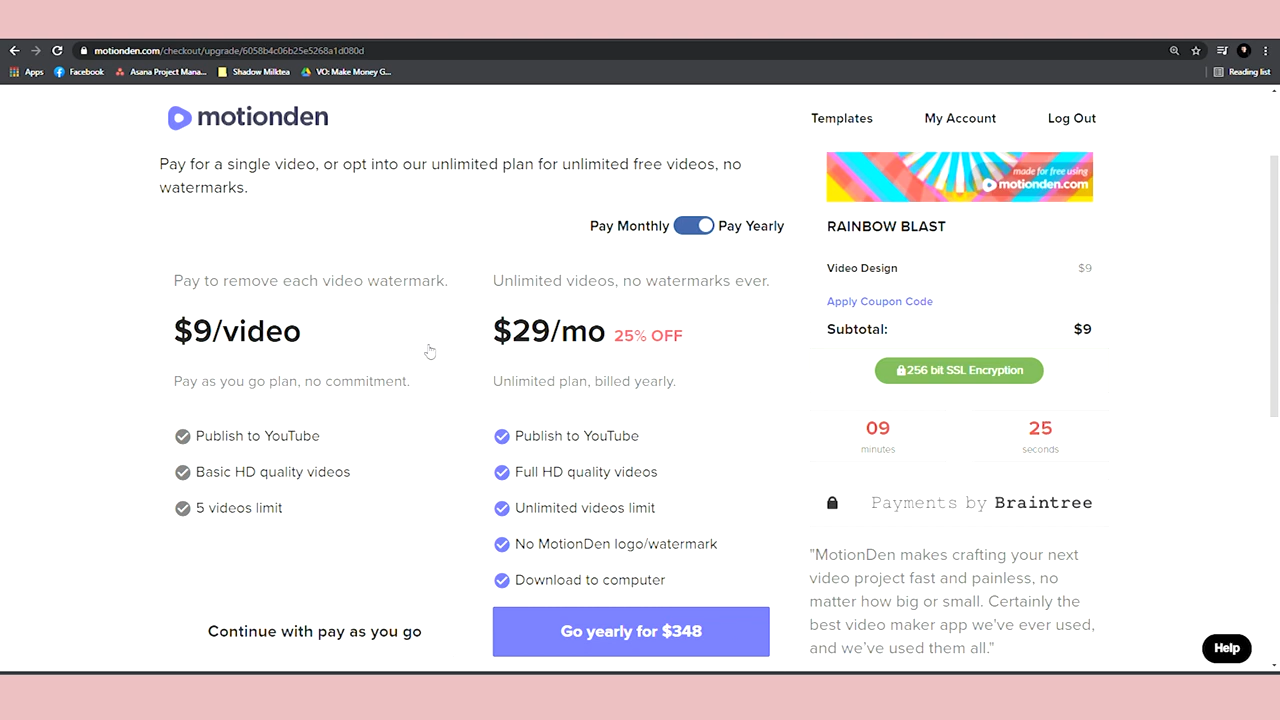 motionden.com/checkout/upgrade/6058b4c06b25e5268a1d080d
Apps
Facebook
Asana Project Mana...
Shadow Milktea
VO: Make Money G...
Reading list
motionden
Templates
My Account
Log Out
Pay for a single video, or opt into our unlimited plan for unlimited free videos, no
watermarks.
Pay Monthly
Pay Yearly
Pay to remove each video watermark.
$9/video
Pay as you go plan, no commitment.
Publish to YouTube
Basic HD quality videos
5 videos limit
Continue with pay as you go
Unlimited videos, no watermarks ever.
$29/mo 25% OFF
Unlimited plan, billed yearly.
Publish to YouTube
Full HD quality videos
Unlimited videos limit
No MotionDen logo/watermark
Download to computer
Go yearly for $348
made for free using
motionden.com
RAINBOW BLAST
Video Design $9
Apply Coupon Code
Subtotal: $9
256 bit SSL Encryption
09 25
minutes seconds
Payments by Braintree
"MotionDen makes crafting your next
video project fast and painless, no
matter how big or small. Certainly the
best video maker app we've ever used,
and we've used them all."
Help